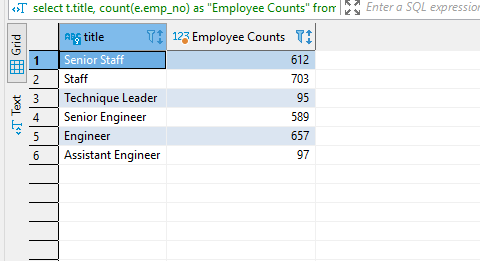 select t.title, count(e.emp_no) as "Employee Counts" from
Enter a SQL expression
Grid
Text
ABC title
123 Employee Counts
1 Senior Staff 612
2 Staff 703
3 Technique Leader 95
4 Senior Engineer 589
5 Engineer 657
6 Assistant Engineer 97